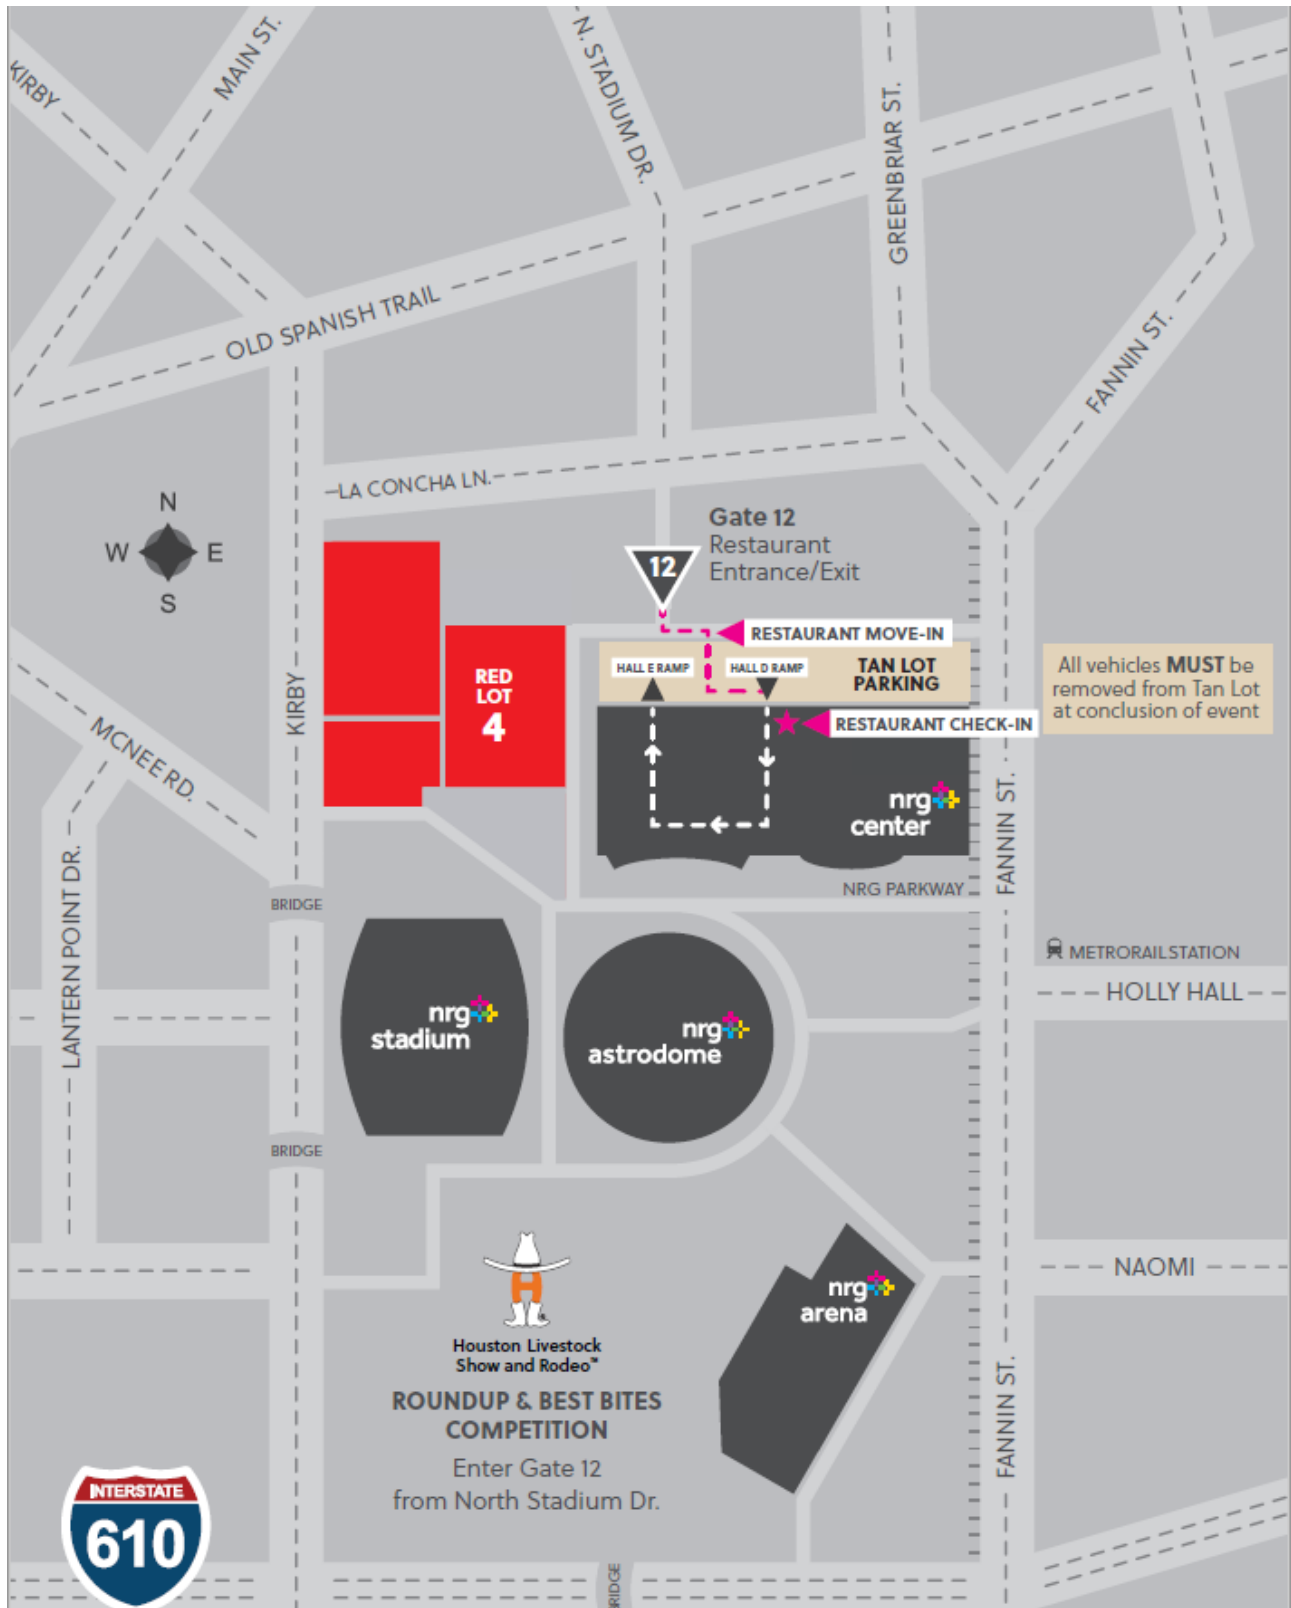 KIRBY
MAIN ST.
N. STADIUM DR.
GREENBRIAR ST.
OLD SPANISH TRAIL
FANNIN ST.
LA CONCHA LN.
N
W
E
S
Gate 12
Restaurant
Entrance/Exit
12
RESTAURANT MOVE-IN
HALL E RAMP
HALL D RAMP
TAN LOT
PARKING
All vehicles MUST be
removed from Tan Lot
at conclusion of event
RED
LOT
4
KIRBY
RESTAURANT CHECK-IN
MCNEE RD.
nrg
center
FANNIN ST.
LANTERN POINT DR.
BRIDGE
NRG PARKWAY
METRORAIL STATION
HOLLY HALL
nrg
stadium
nrg
astrodome
BRIDGE
NAOMI
nrg
arena
H
Houston Livestock
Show and Rodeo™
ROUNDUP & BEST BITES
COMPETITION
Enter Gate 12
from North Stadium Dr.
FANNIN ST.
INTERSTATE
610
BRIDGE